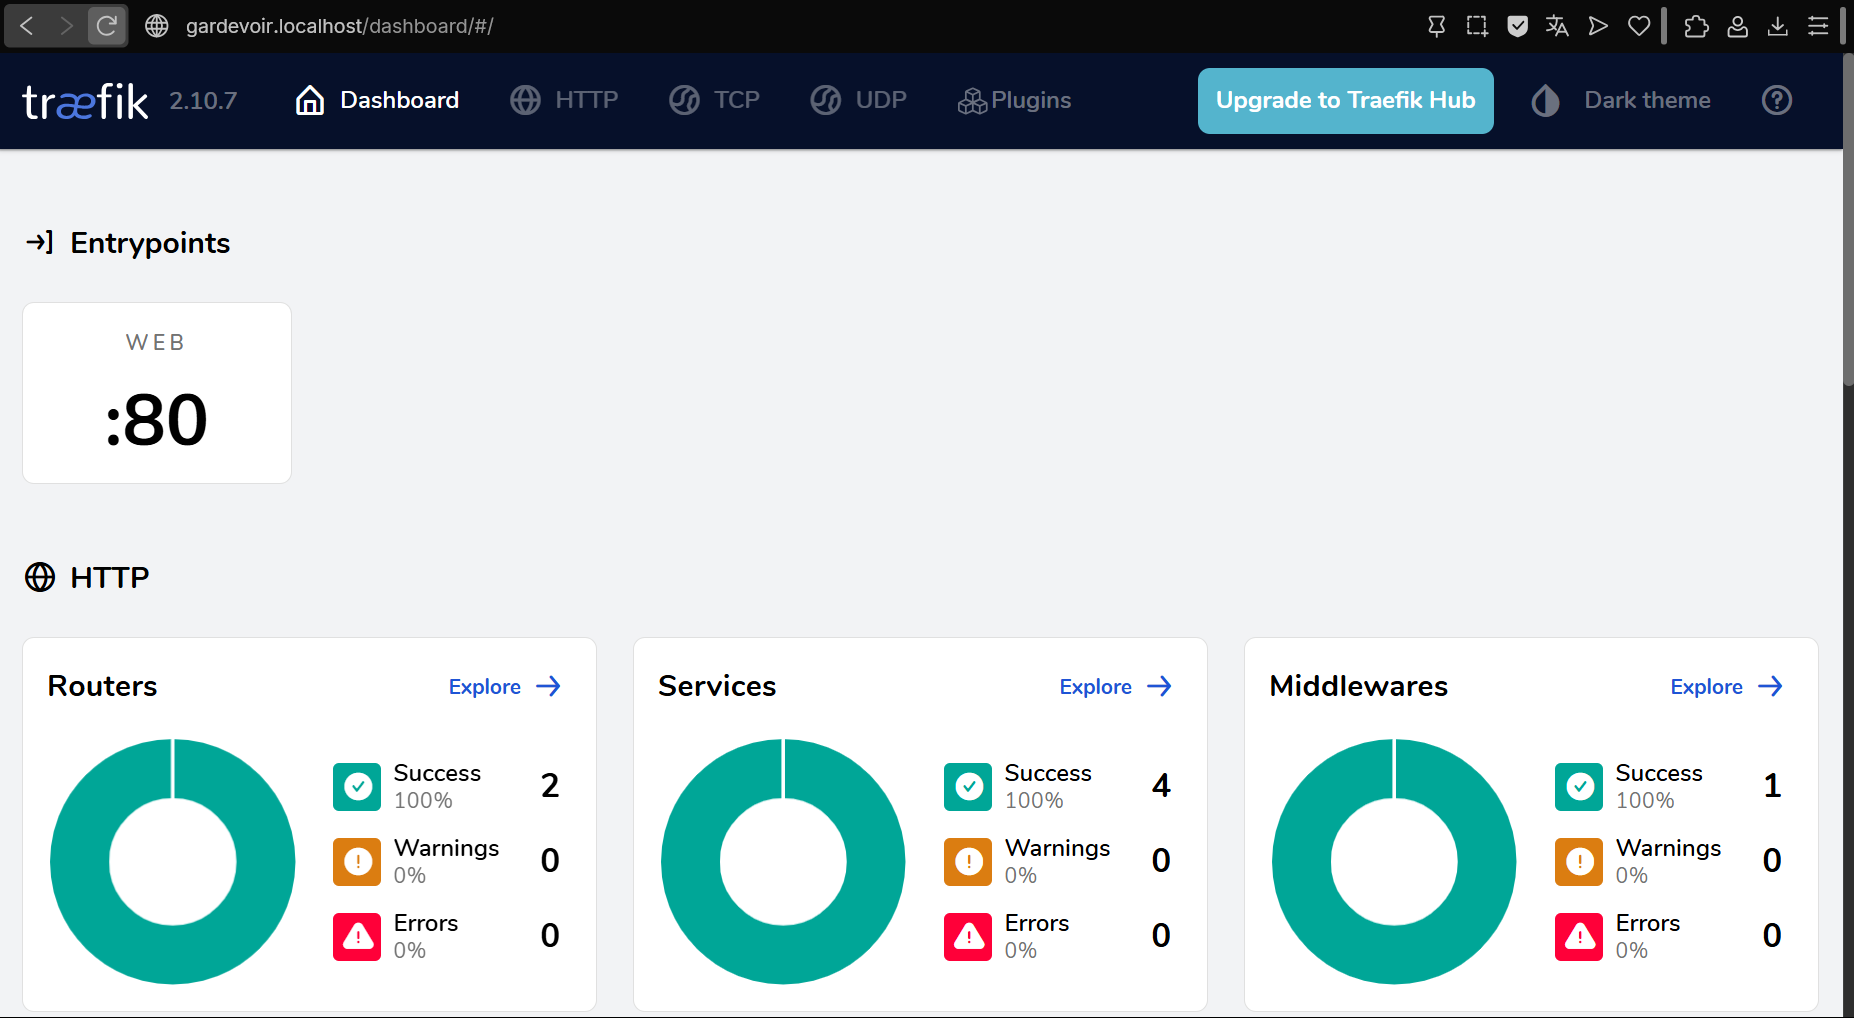 gardevoir.localhost/dashboard/#/
træfik 2.10.7 Dashboard HTTP TCP UDP Plugins Upgrade to Traefik Hub Dark theme
Entrypoints
WEB
:80
HTTP
Routers Explore
Success 2
100%
Warnings 0
0%
Errors 0
0%
Services Explore
Success 4
100%
Warnings 0
0%
Errors 0
0%
Middlewares Explore
Success 1
100%
Warnings 0
0%
Errors 0
0%